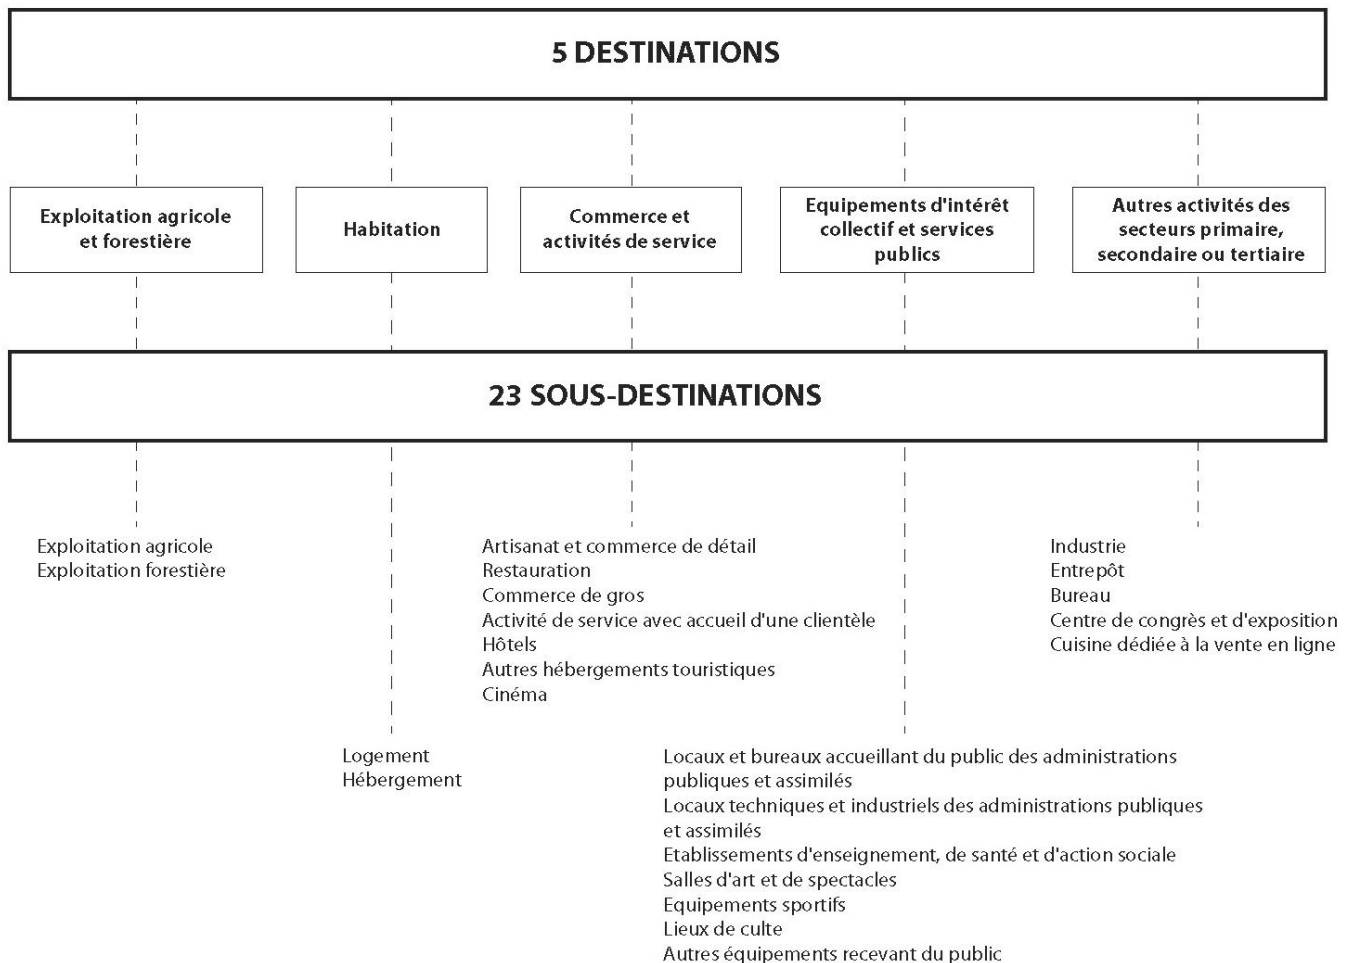 5 DESTINATIONS
Exploitation agricole
et forestière
Habitation
Commerce et
activités de service
Equipements d'intérêt
collectif et services
publics
Autres activités des
secteurs primaire,
secondaire ou tertiaire
23 SOUS-DESTINATIONS
Exploitation agricole
Exploitation forestière
Artisanat et commerce de détail
Restauration
Commerce de gros
Activité de service avec accueil d'une clientèle
Hôtels
Autres hébergements touristiques
Cinéma
Industrie
Entrepôt
Bureau
Centre de congrès et d'exposition
Cuisine dédiée à la vente en ligne
Logement
Hébergement
Locaux et bureaux accueillant du public des administrations
publiques et assimilés
Locaux techniques et industriels des administrations publiques
et assimilés
Etablissements d'enseignement, de santé et d'action sociale
Salles d'art et de spectacles
Equipements sportifs
Lieux de culte
Autres équipements recevant du public